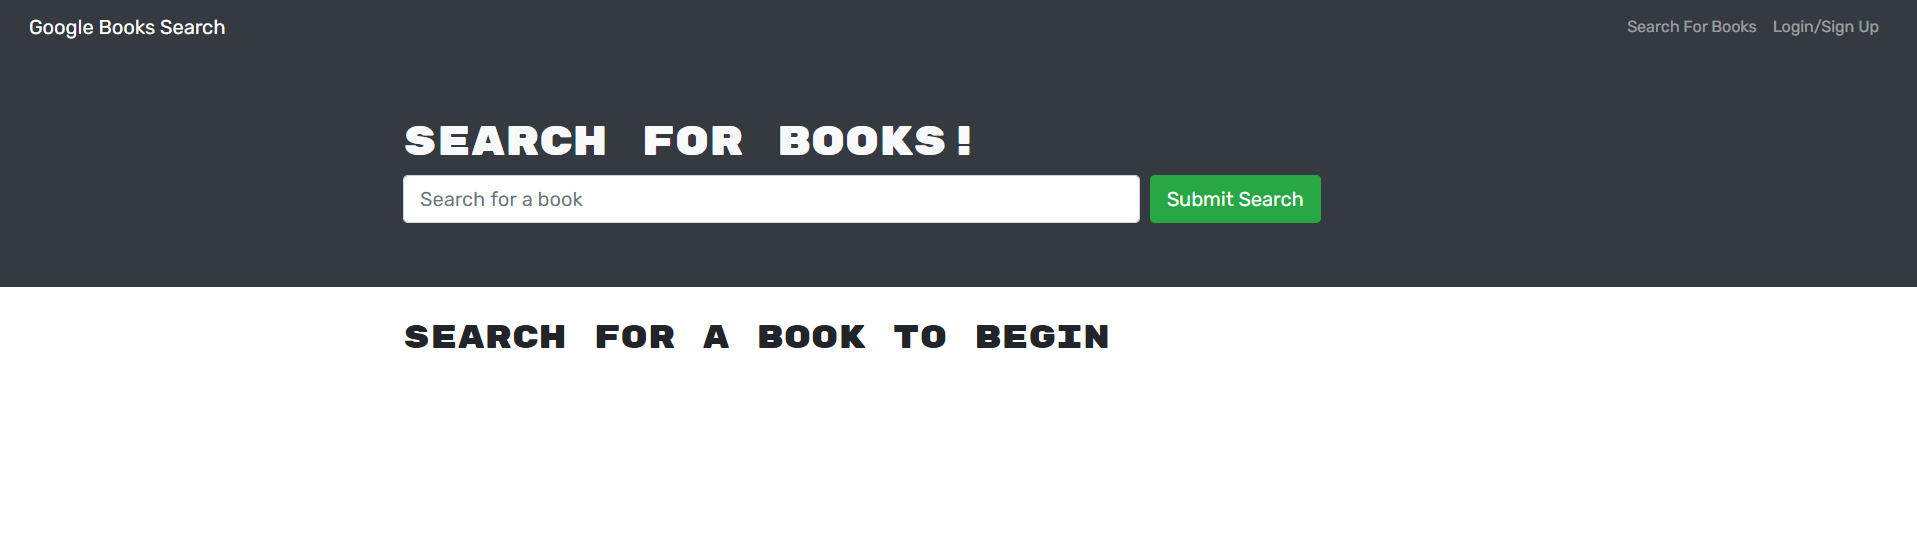 Google Books Search
Search For Books
Login/Sign Up
SEARCH FOR BOOKS!
Search for a book
Submit Search
SEARCH FOR A BOOK TO BEGIN